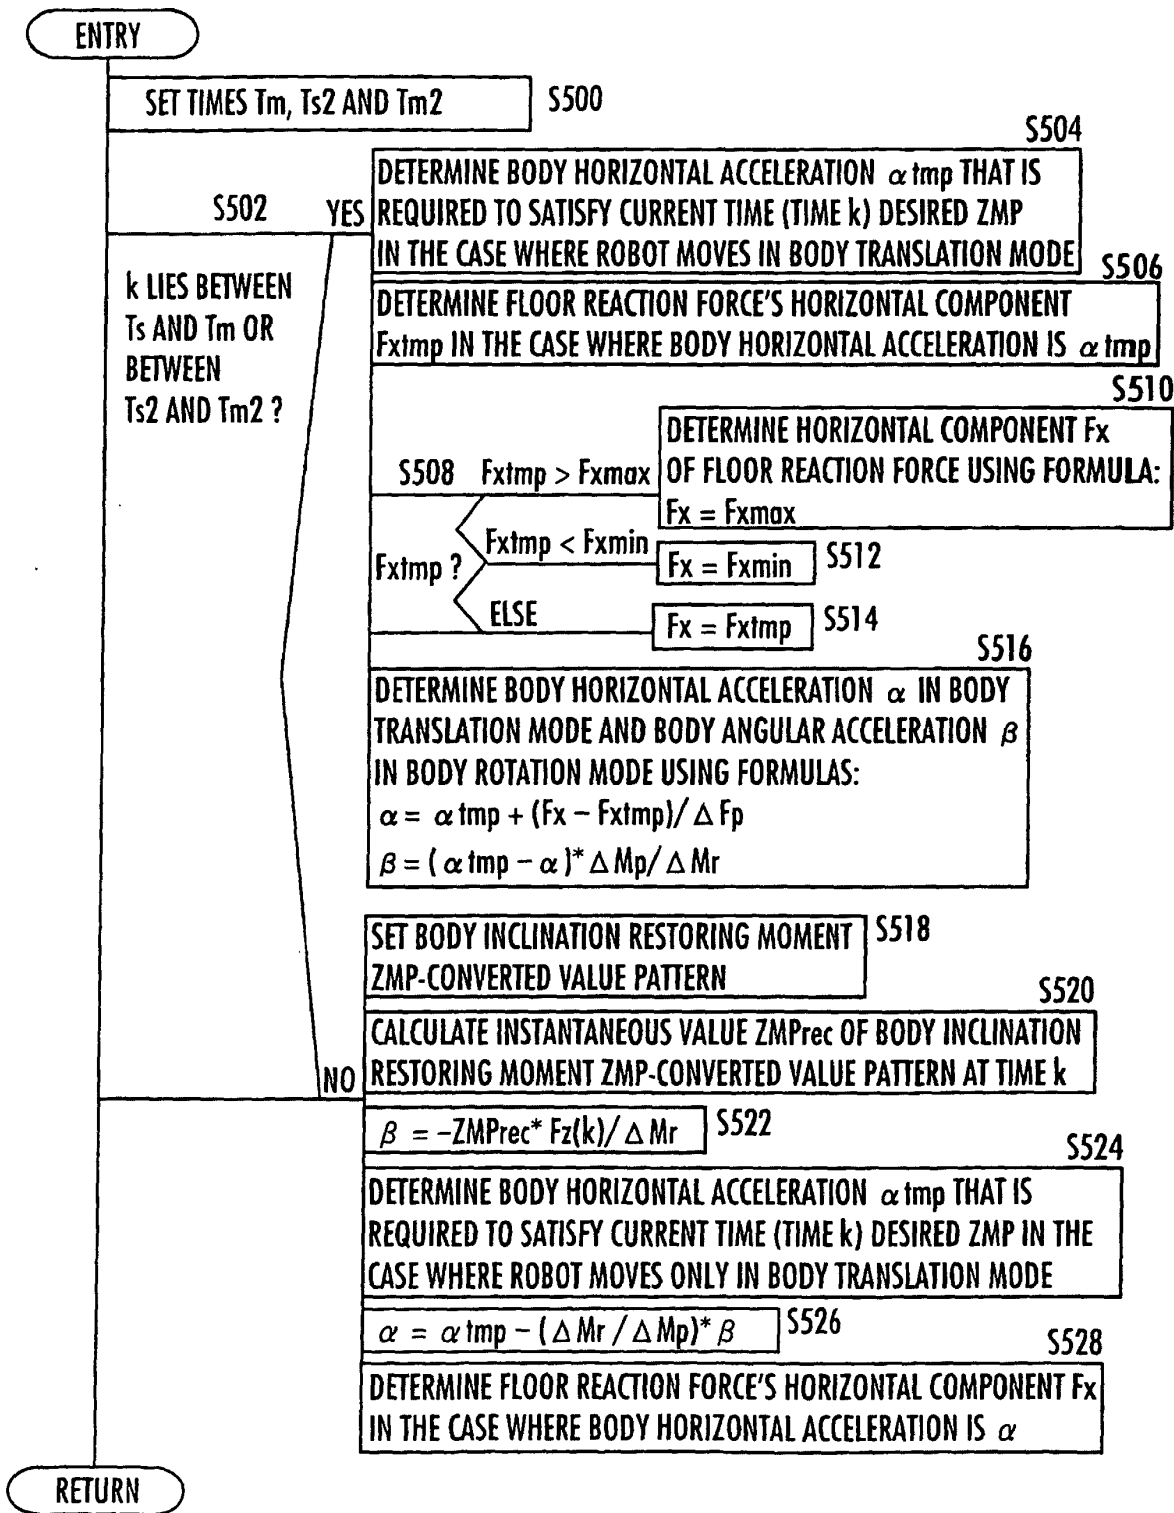 ENTRY
SET TIMES Tm, Ts2 AND Tm2
S500
S502
k LIES BETWEEN
Ts AND Tm OR
BETWEEN
Ts2 AND Tm2 ?
YES
S504
DETERMINE BODY HORIZONTAL ACCELERATION α tmp THAT IS
REQUIRED TO SATISFY CURRENT TIME (TIME k) DESIRED ZMP
IN THE CASE WHERE ROBOT MOVES IN BODY TRANSLATION MODE
S506
DETERMINE FLOOR REACTION FORCE'S HORIZONTAL COMPONENT
Fxtmp IN THE CASE WHERE BODY HORIZONTAL ACCELERATION IS α tmp
S508
Fxtmp ?
Fxtmp > Fxmax
S510
DETERMINE HORIZONTAL COMPONENT Fx
OF FLOOR REACTION FORCE USING FORMULA:
Fx = Fxmax
Fxtmp < Fxmin
Fx = Fxmin
S512
ELSE
Fx = Fxtmp
S514
S516
DETERMINE BODY HORIZONTAL ACCELERATION α IN BODY
TRANSLATION MODE AND BODY ANGULAR ACCELERATION β
IN BODY ROTATION MODE USING FORMULAS:
α = α tmp + (Fx - Fxtmp)/ Δ Fp
β = ( α tmp - α )* Δ Mp/ Δ Mr
NO
SET BODY INCLINATION RESTORING MOMENT
ZMP-CONVERTED VALUE PATTERN
S518
S520
CALCULATE INSTANTANEOUS VALUE ZMPrec OF BODY INCLINATION
RESTORING MOMENT ZMP-CONVERTED VALUE PATTERN AT TIME k
β = -ZMPrec* Fz(k)/ Δ Mr
S522
S524
DETERMINE BODY HORIZONTAL ACCELERATION α tmp THAT IS
REQUIRED TO SATISFY CURRENT TIME (TIME k) DESIRED ZMP IN THE
CASE WHERE ROBOT MOVES ONLY IN BODY TRANSLATION MODE
α = α tmp - ( Δ Mr / Δ Mp)* β
S526
S528
DETERMINE FLOOR REACTION FORCE'S HORIZONTAL COMPONENT Fx
IN THE CASE WHERE BODY HORIZONTAL ACCELERATION IS α
RETURN